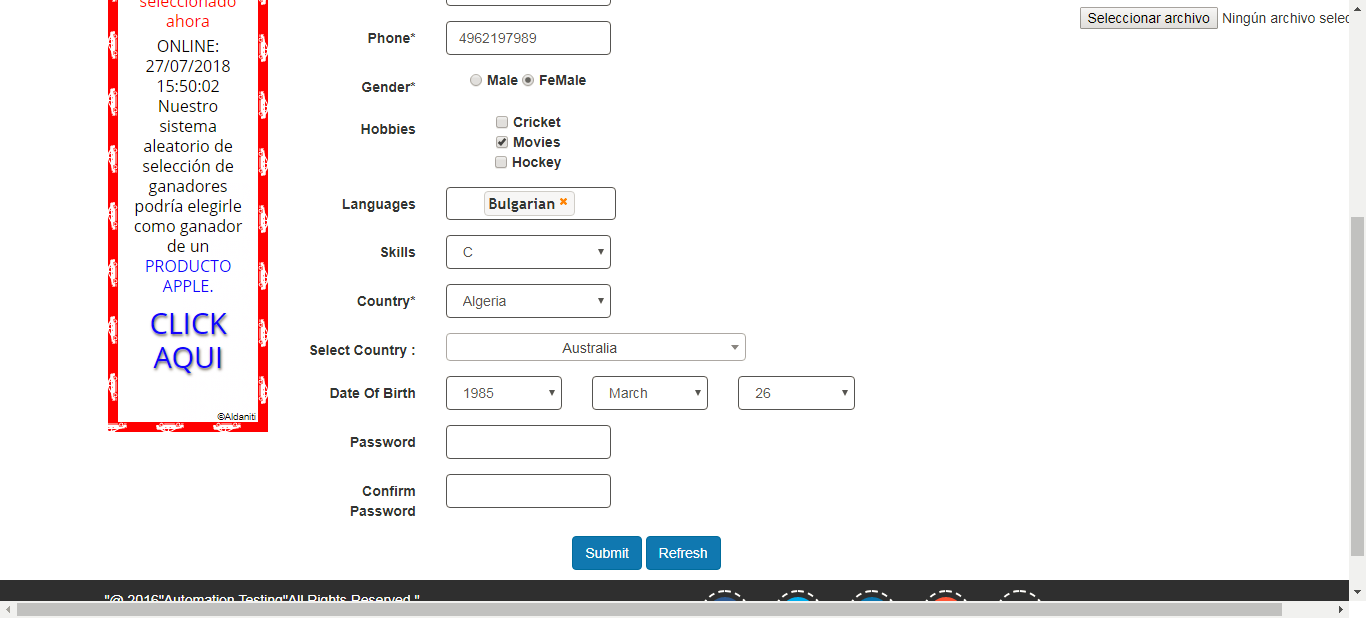 seleccionado
ahora
ONLINE:
27/07/2018
15:50:02
Nuestro
sistema
aleatorio de
selección de
ganadores
podría elegirle
como ganador
de un
PRODUCTO
APPLE.
CLICK
AQUI
©Aldaniti
Phone* 4962197989
Gender* Male FeMale
Hobbies Cricket
Movies
Hockey
Languages Bulgarian
Skills C
Country* Algeria
Select Country : Australia
Date Of Birth 1985 March 26
Password
Confirm
Password
Submit Refresh
Seleccionar archivo Ningún archivo selec
"@ 2016"Automation Testing"All Rights Reserved."